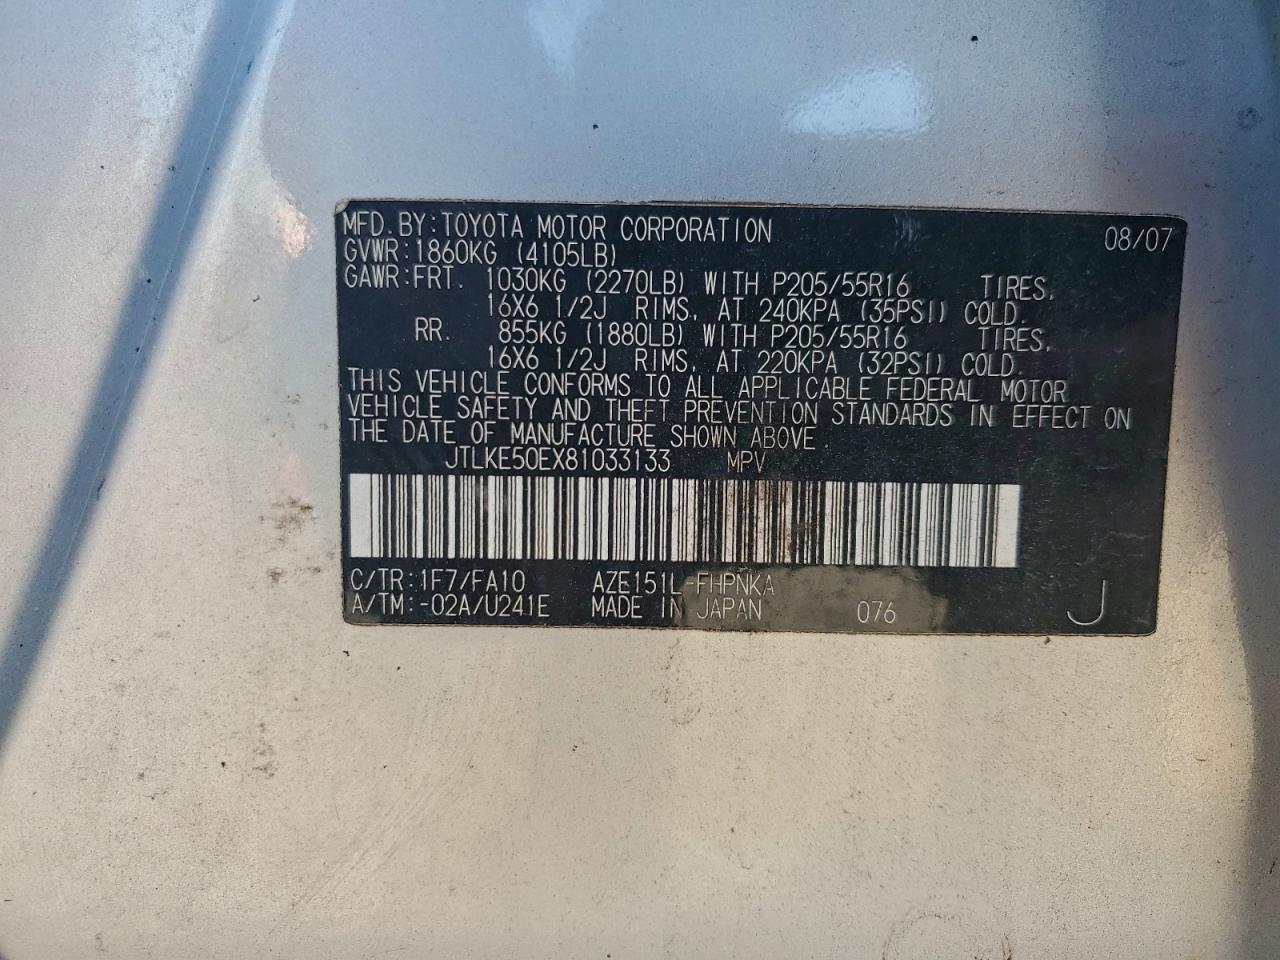 MFD. BY: TOYOTA MOTOR CORPORATION 08/07
GVWR: 1860KG (4105LB)
GAWR: FRT. 1030KG (2270LB) WITH P205/55R16 TIRES,
16X6 1/2J RIMS, AT 240KPA (35PSI) COLD.
RR. 855KG (1880LB) WITH P205/55R16 TIRES,
16X6 1/2J RIMS, AT 220KPA (32PSI) COLD.
THIS VEHICLE CONFORMS TO ALL APPLICABLE FEDERAL MOTOR
VEHICLE SAFETY AND THEFT PREVENTION STANDARDS IN EFFECT ON
THE DATE OF MANUFACTURE SHOWN ABOVE.
JTLKE50EX81033133 MPV
C/TR: 1F7/FA10 AZE151L-FHPNKA
A/TM: -02A/U241E MADE IN JAPAN 076 J